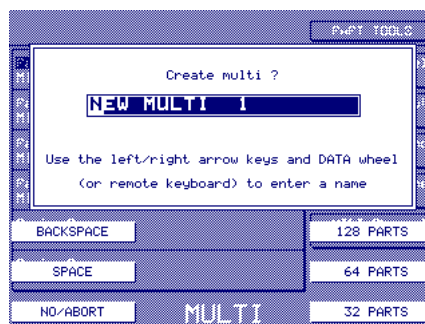 PART TOOLS
Create multi ?
NEW MULTI 1
Use the left/right arrow keys and DATA wheel
(or remote keyboard) to enter a name
BACKSPACE
128 PARTS
SPACE
64 PARTS
NO/ABORT
MULTI
32 PARTS